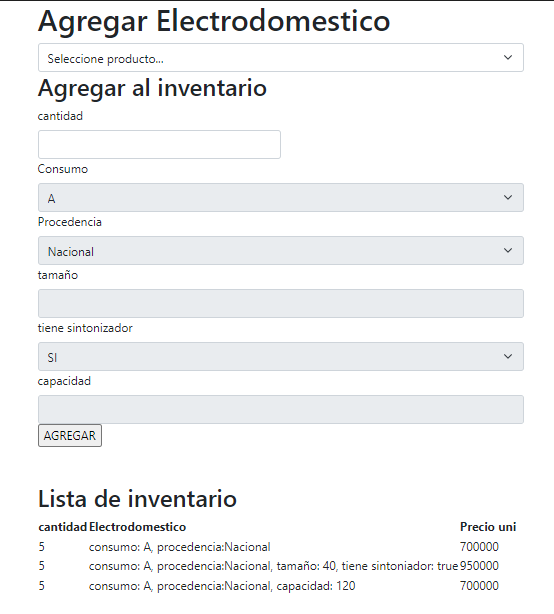 Agregar Electrodomestico
Seleccione producto...
Agregar al inventario
cantidad
Consumo
A
Procedencia
Nacional
tamaño
tiene sintonizador
SI
capacidad
AGREGAR
Lista de inventario
cantidad Electrodomestico Precio uni
5 consumo: A, procedencia:Nacional 700000
5 consumo: A, procedencia:Nacional, tamaño: 40, tiene sintoniador: true 950000
5 consumo: A, procedencia:Nacional, capacidad: 120 700000